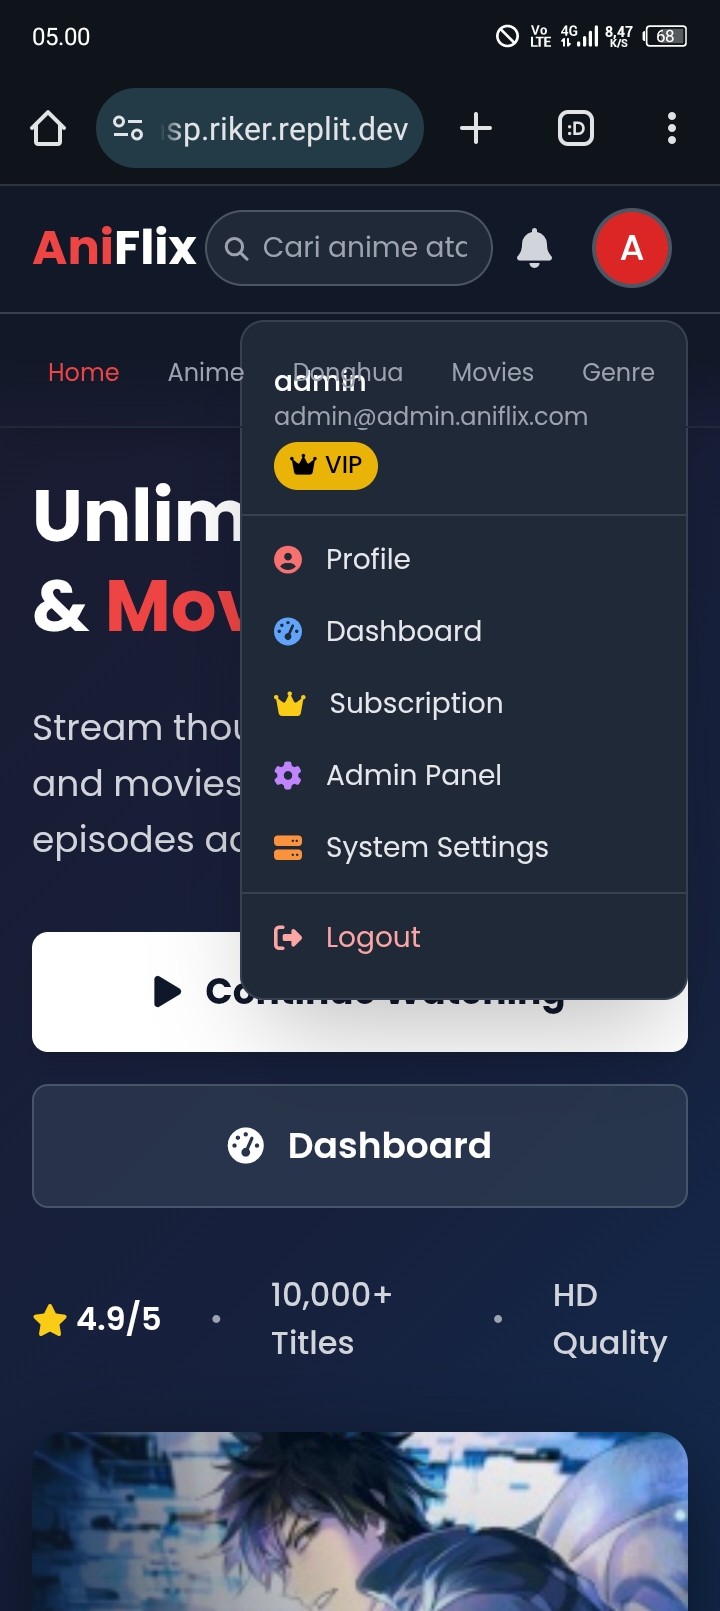 05.00
Vo LTE 4G 8,47 K/S 68
sp.riker.replit.dev
:D
AniFlix
Cari anime atc
A
Home Anime Donghua Movies Genre
admin
admin@admin.aniflix.com
VIP
Unlim
& Mov
Profile
Dashboard
Subscription
Admin Panel
System Settings
Logout
Stream thou
and movies
episodes ac
Continue Watching
Dashboard
4.9/5 • 10,000+ Titles • HD Quality